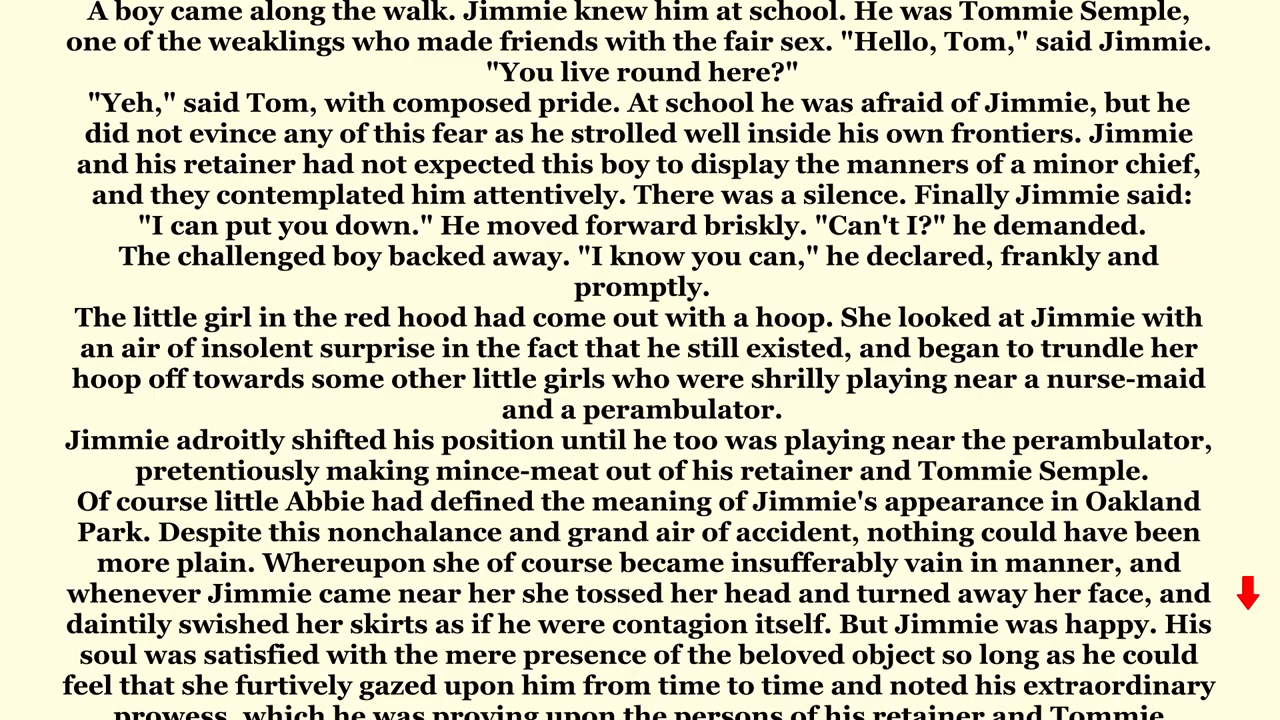 A boy came along the walk. Jimmie knew him at school. He was Tommie Semple,
one of the weaklings who made friends with the fair sex. "Hello, Tom," said Jimmie.
"You live round here?"
"Yeh," said Tom, with composed pride. At school he was afraid of Jimmie, but he
did not evince any of this fear as he strolled well inside his own frontiers. Jimmie
and his retainer had not expected this boy to display the manners of a minor chief,
and they contemplated him attentively. There was a silence. Finally Jimmie said:
"I can put you down." He moved forward briskly. "Can't I?" he demanded.
The challenged boy backed away. "I know you can," he declared, frankly and
promptly.
The little girl in the red hood had come out with a hoop. She looked at Jimmie with
an air of insolent surprise in the fact that he still existed, and began to trundle her
hoop off towards some other little girls who were shrilly playing near a nurse-maid
and a perambulator.
Jimmie adroitly shifted his position until he too was playing near the perambulator,
pretentiously making mince-meat out of his retainer and Tommie Semple.
Of course little Abbie had defined the meaning of Jimmie's appearance in Oakland
Park. Despite this nonchalance and grand air of accident, nothing could have been
more plain. Whereupon she of course became insufferably vain in manner, and
whenever Jimmie came near her she tossed her head and turned away her face, and
daintily swished her skirts as if he were contagion itself. But Jimmie was happy. His
soul was satisfied with the mere presence of the beloved object so long as he could
feel that she furtively gazed upon him from time to time and noted his extraordinary
prowess, which he was proving upon the persons of his retainer and Tommie